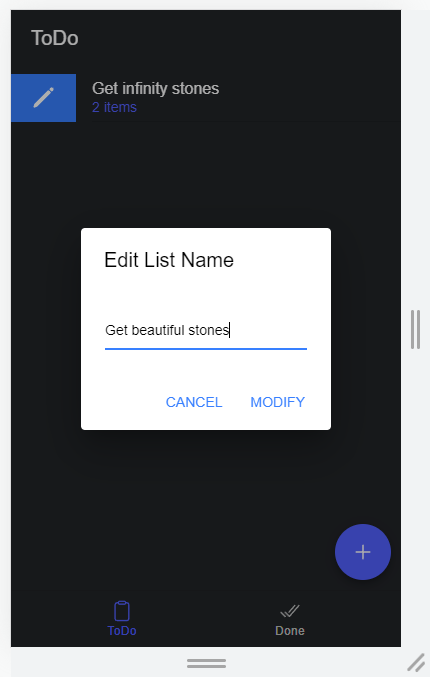 ToDo
Get infinity stones
2 items
Edit List Name
Get beautiful stones
CANCEL MODIFY
ToDo Done